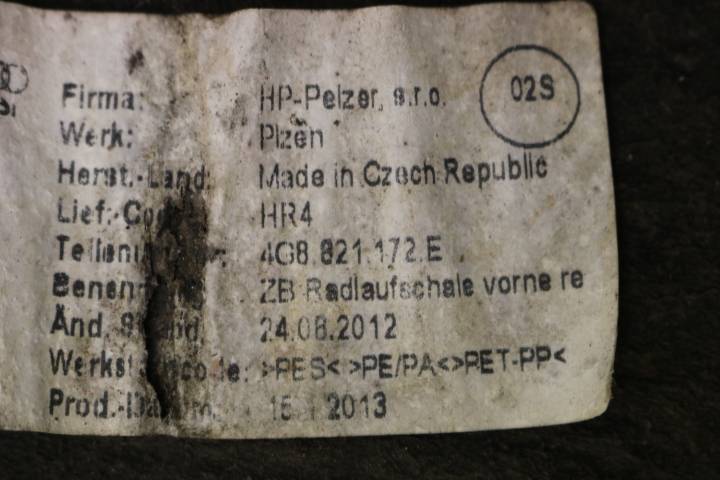 Firma: HP-Pelzer, s.r.o. 02S
Werk: Plzen
Herst.-Land: Made in Czech Republic
HR4
4G8.821.172.E
ZB Radlaufschale vorne re
Änd. 24.08.2012
>PES< >PE/PA<>PET-PP<
2013